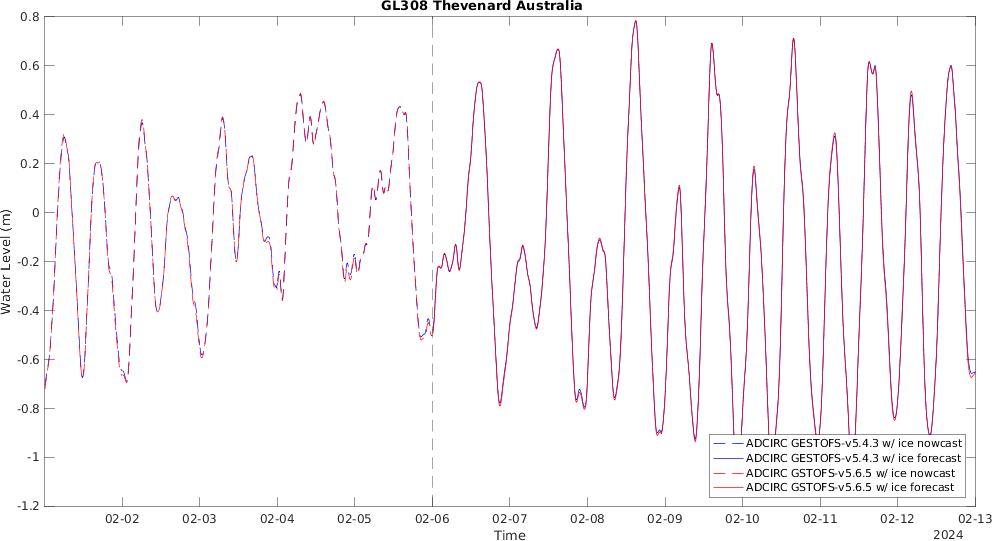 GL308 Thevenard Australia
0.8
0.6
0.4
0.2
0
-0.2
-0.4
-0.6
-0.8
-1
-1.2
Water Level (m)
02-02 02-03 02-04 02-05 02-06 02-07 02-08 02-09 02-10 02-11 02-12 02-13
Time
2024
ADCIRC GESTOFS-v5.4.3 w/ ice nowcast
ADCIRC GESTOFS-v5.4.3 w/ ice forecast
ADCIRC GSTOFS-v5.6.5 w/ ice nowcast
ADCIRC GSTOFS-v5.6.5 w/ ice forecast